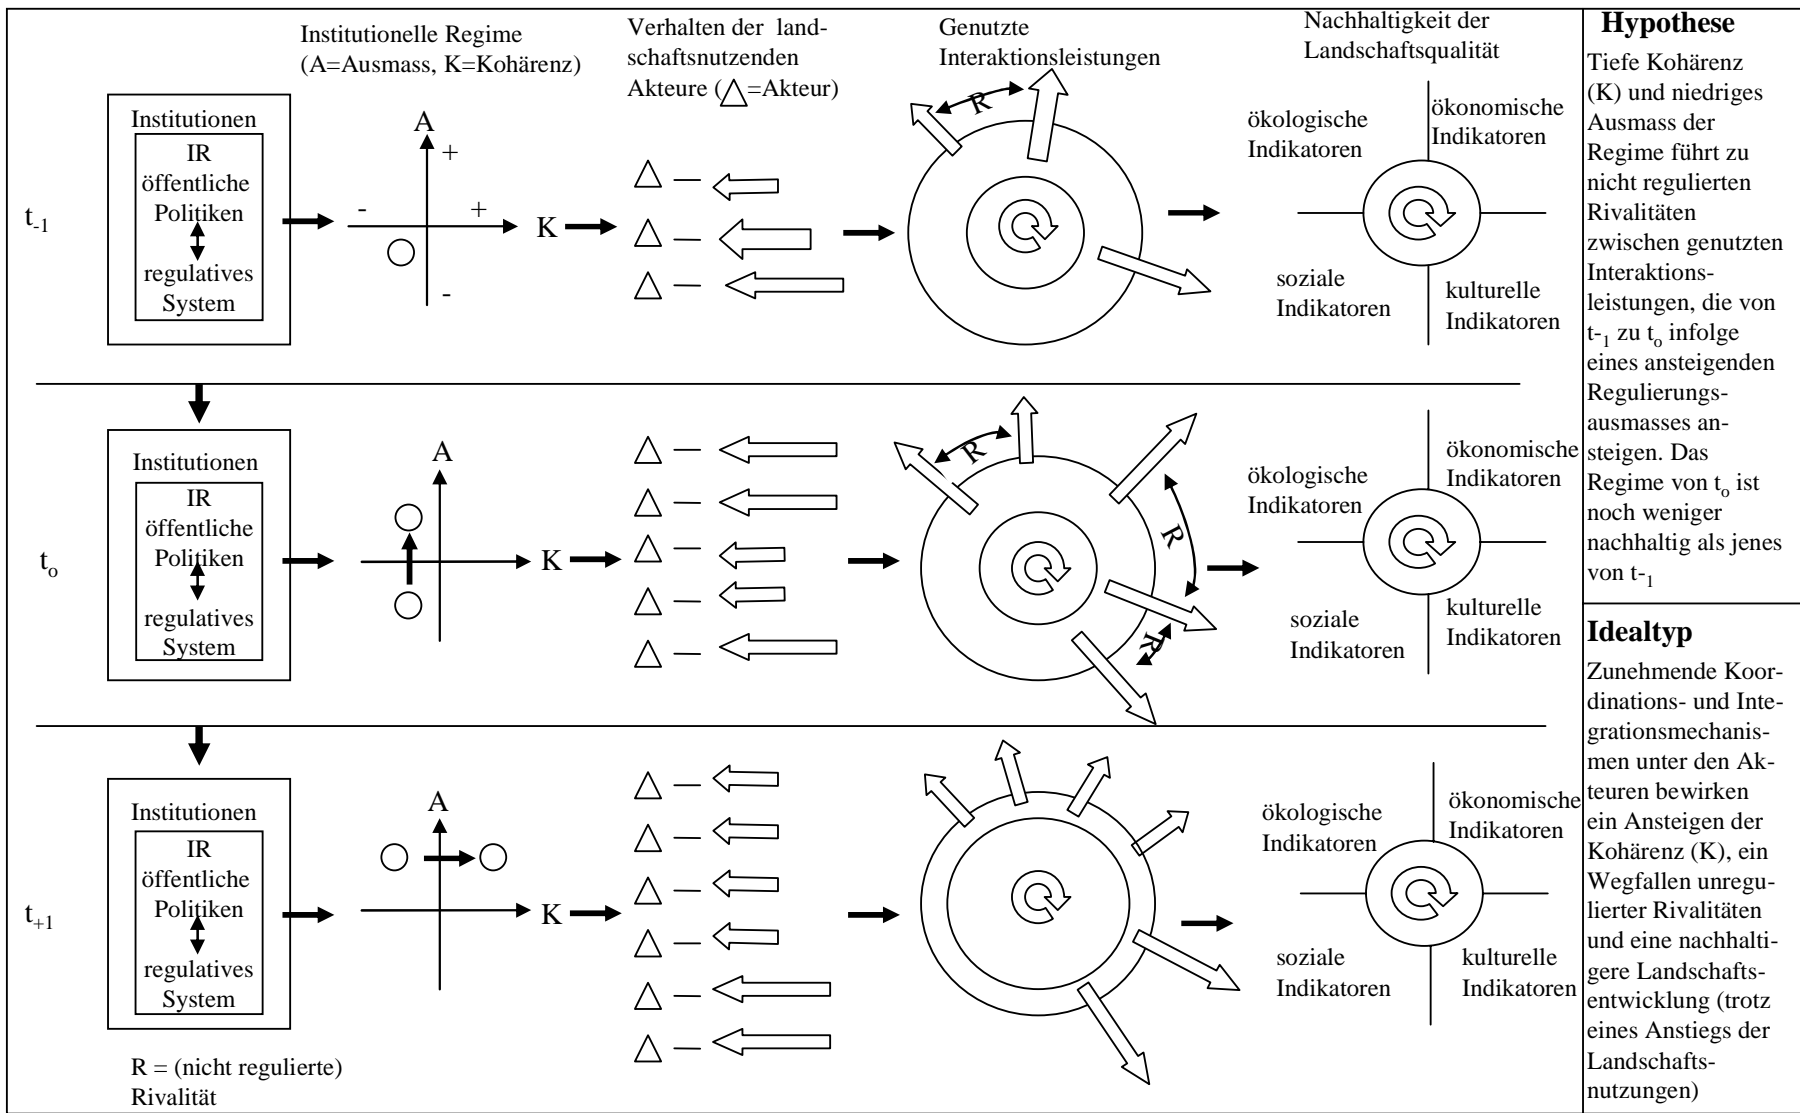 Institutionelle Regime
(A=Ausmass, K=Kohärenz)
Verhalten der land-
schaftsnutzenden
Akteure (△=Akteur)
Genutzte
Interaktionsleistungen
Nachhaltigkeit der
Landschaftsqualität
t-1
Institutionen
IR
öffentliche
Politiken
regulatives
System
A
+
-
+
K
-
R
ökologische
Indikatoren
ökonomische
Indikatoren
soziale
Indikatoren
kulturelle
Indikatoren
to
Institutionen
IR
öffentliche
Politiken
regulatives
System
A
K
R
R
R
ökologische
Indikatoren
ökonomische
Indikatoren
soziale
Indikatoren
kulturelle
Indikatoren
t+1
Institutionen
IR
öffentliche
Politiken
regulatives
System
A
K
ökologische
Indikatoren
ökonomische
Indikatoren
soziale
Indikatoren
kulturelle
Indikatoren
R = (nicht regulierte)
Rivalität
Hypothese
Tiefe Kohärenz
(K) und niedriges
Ausmass der
Regime führt zu
nicht regulierten
Rivalitäten
zwischen genutzten
Interaktions-
leistungen, die von
t-1 zu to infolge
eines ansteigenden
Regulierungs-
ausmasses an-
steigen. Das
Regime von to ist
noch weniger
nachhaltig als jenes
von t-1
Idealtyp
Zunehmende Koor-
dinations- und Inte-
grationsmechanis-
men unter den Ak-
teuren bewirken
ein Ansteigen der
Kohärenz (K), ein
Wegfallen unregu-
lierter Rivalitäten
und eine nachhalti-
gere Landschafts-
entwicklung (trotz
eines Anstiegs der
Landschafts-
nutzungen)